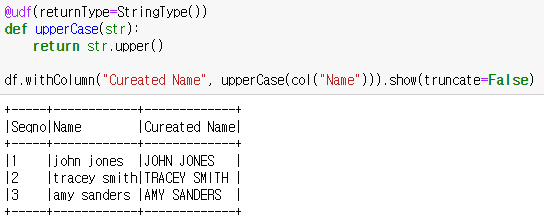 @udf(returnType=StringType())
def upperCase(str):
    return str.upper()

df.withColumn("Cureated Name", upperCase(col("Name"))).show(truncate=False)

+-----+------------+-------------+
|Seqno|Name        |Cureated Name|
+-----+------------+-------------+
|1    |john jones  |JOHN JONES   |
|2    |tracey smith|TRACEY SMITH |
|3    |amy sanders |AMY SANDERS  |
+-----+------------+-------------+